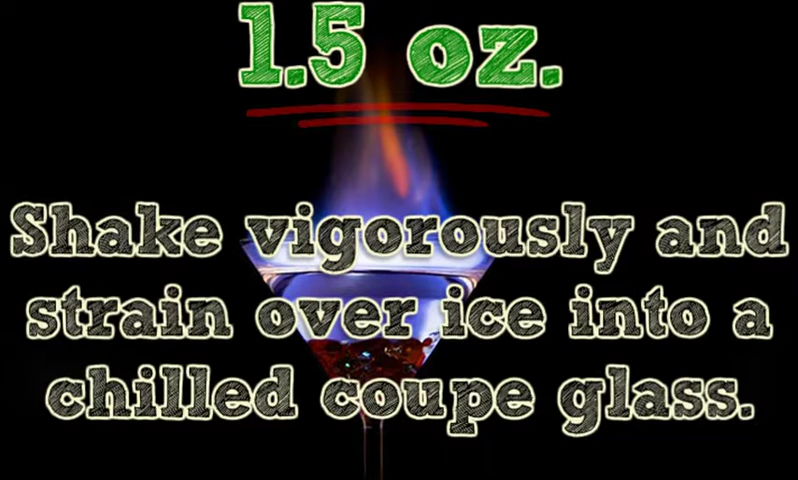 1.5 oz.
Shake vigorously and
strain over ice into a
chilled coupe glass.